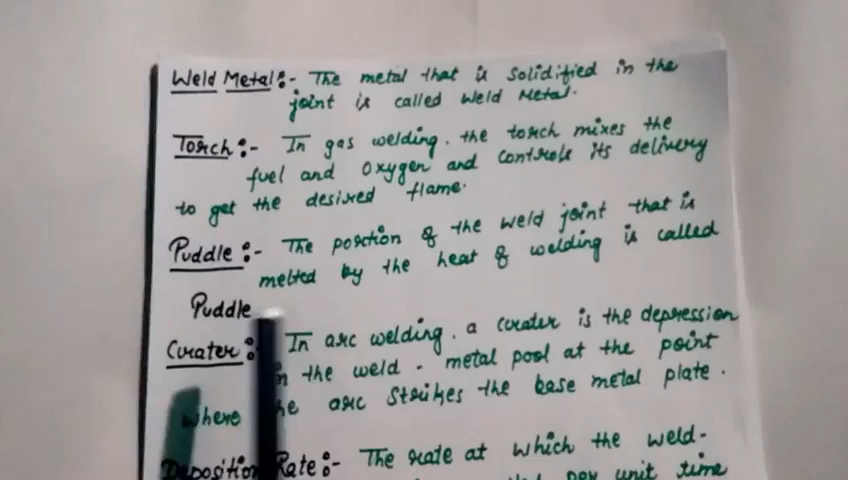 Weld Metal:- The metal that is solidified in the
joint is called Weld Metal.
Torch:- In gas welding, the torch mixes the
fuel and oxygen and controls its delivery
to get the desired flame.
Puddle:- The portion of the weld joint that is
melted by the heat of welding is called
Puddle
Crater:- In arc welding, a crater is the depression
in the weld - metal pool at the point
where the arc strikes the base metal plate.
Deposition Rate:- The rate at which the weld-
per unit time